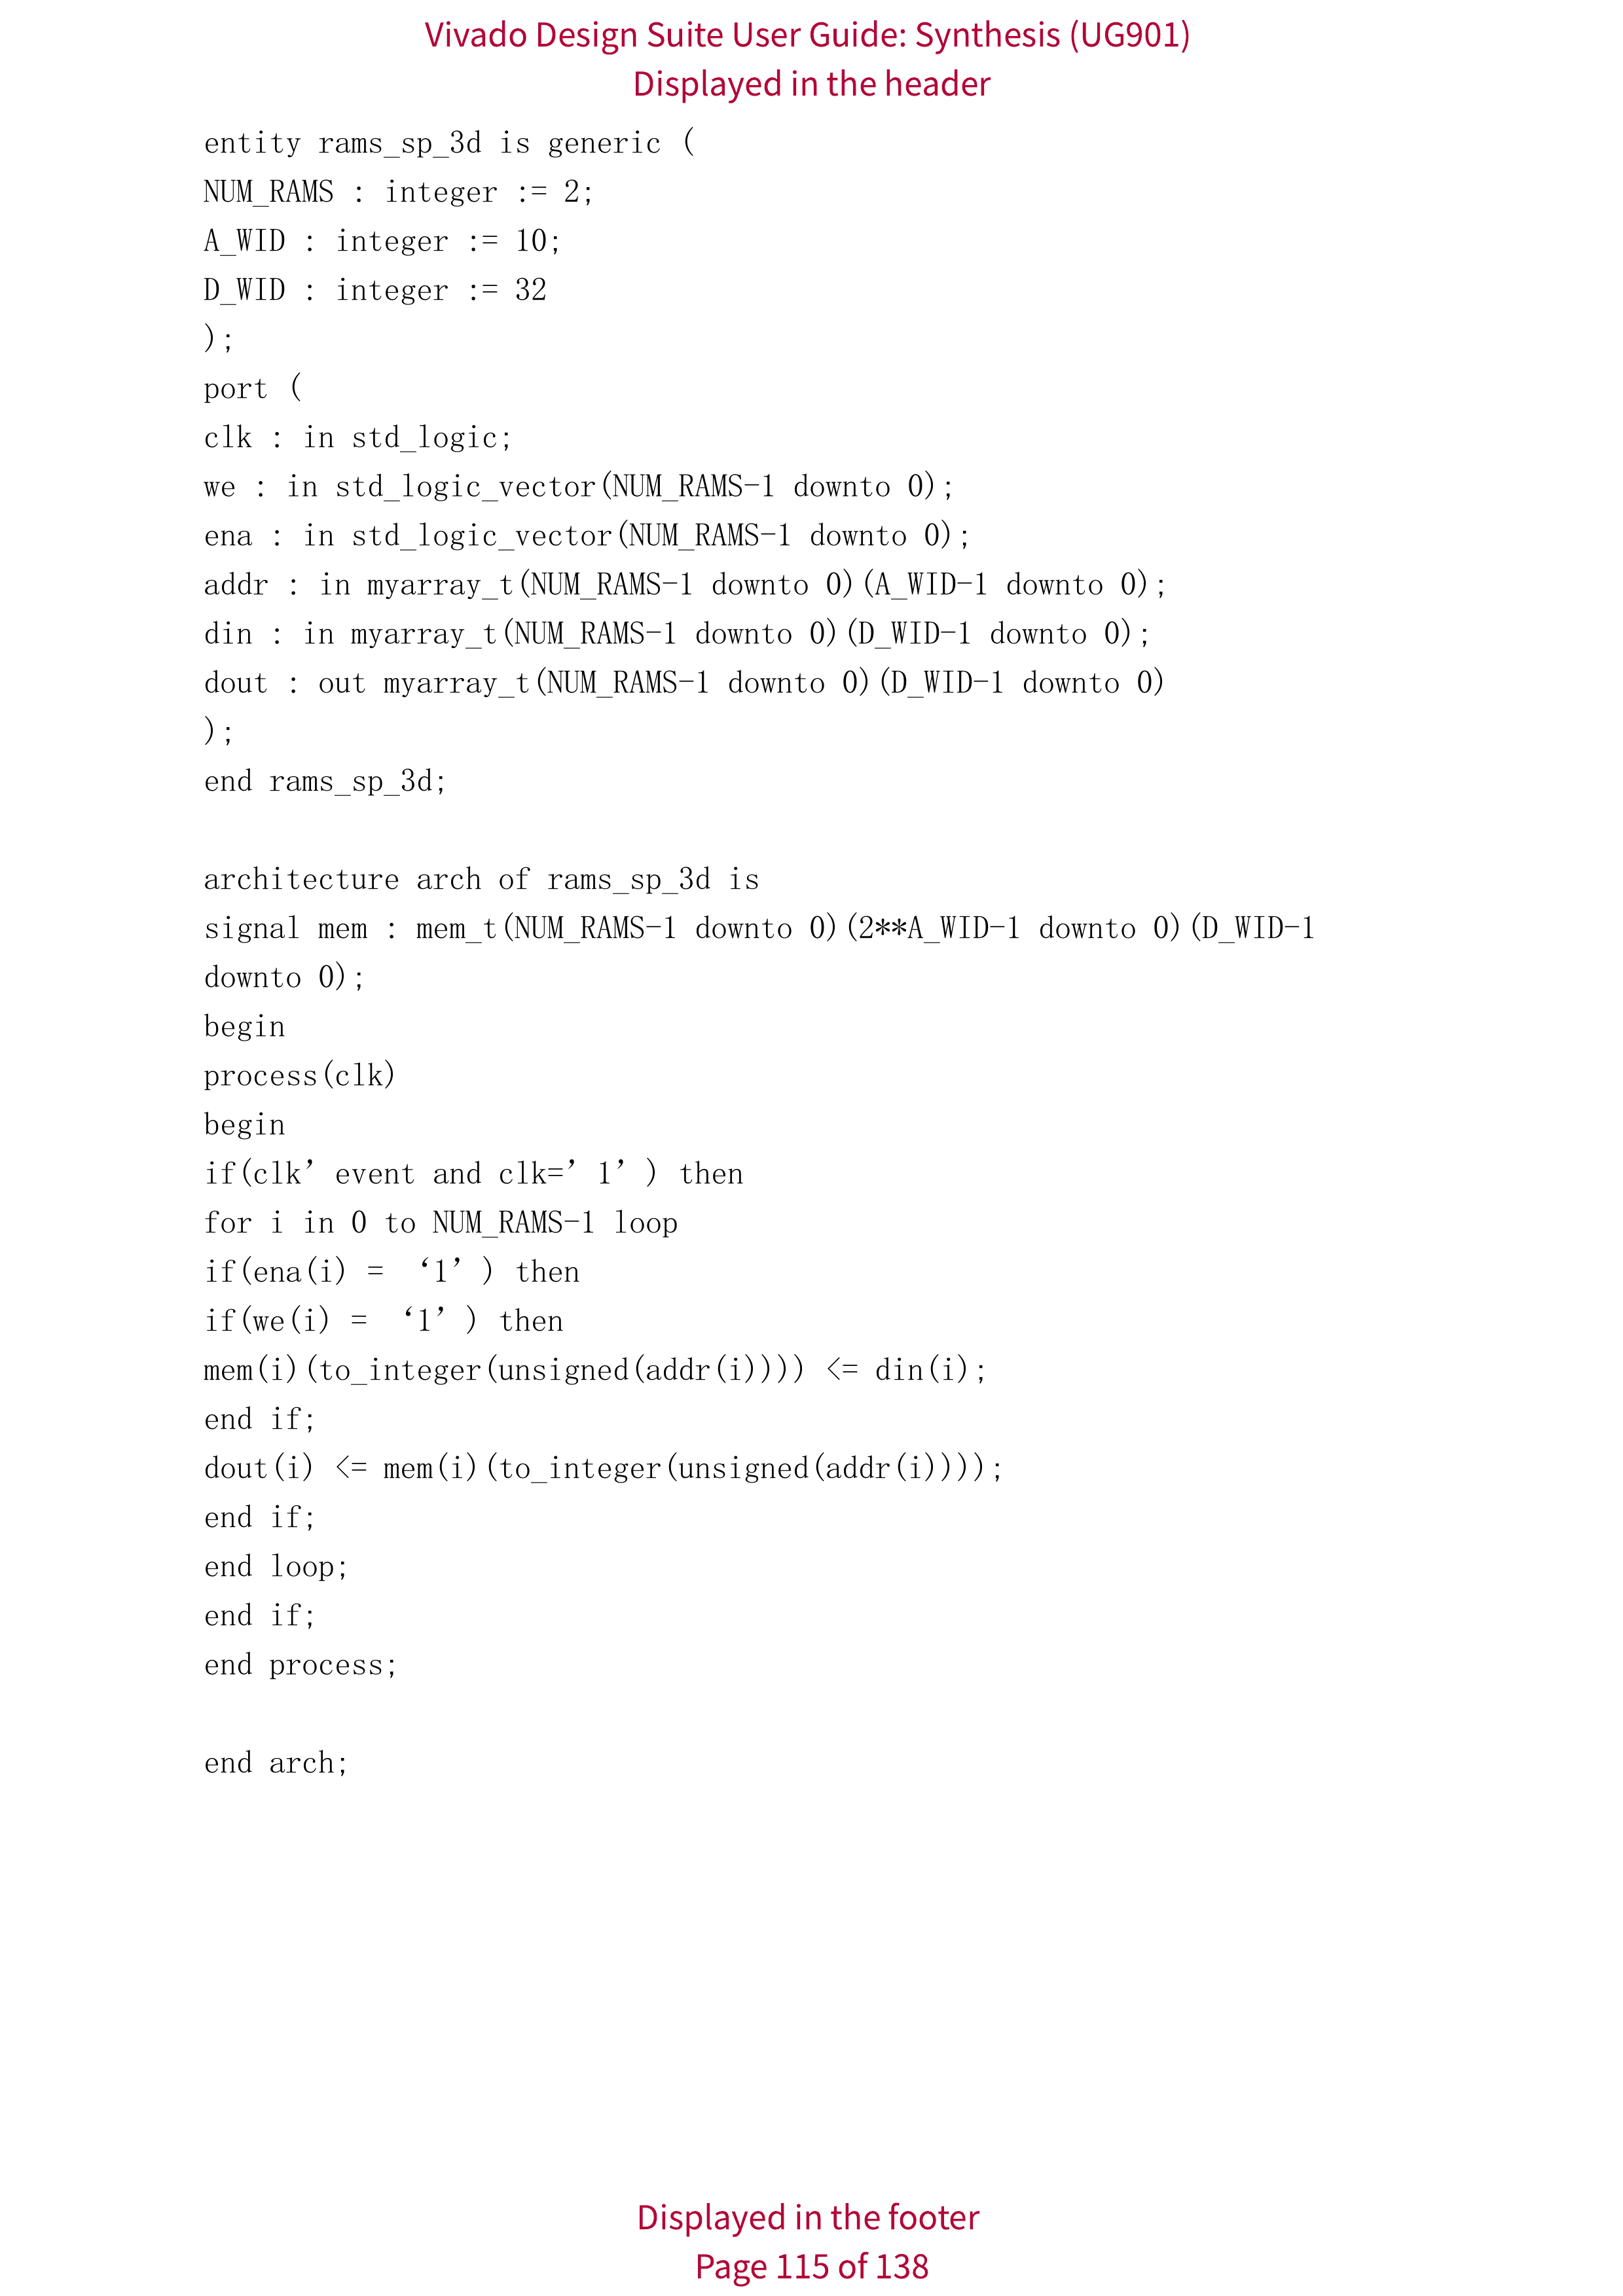 Vivado Design Suite User Guide: Synthesis (UG901)
Displayed in the header
entity rams_sp_3d is generic (
NUM_RAMS : integer := 2;
A_WID : integer := 10;
D_WID : integer := 32
);
port (
clk : in std_logic;
we : in std_logic_vector(NUM_RAMS-1 downto 0);
ena : in std_logic_vector(NUM_RAMS-1 downto 0);
addr : in myarray_t(NUM_RAMS-1 downto 0)(A_WID-1 downto 0);
din : in myarray_t(NUM_RAMS-1 downto 0)(D_WID-1 downto 0);
dout : out myarray_t(NUM_RAMS-1 downto 0)(D_WID-1 downto 0)
);
end rams_sp_3d;
architecture arch of rams_sp_3d is
signal mem : mem_t(NUM_RAMS-1 downto 0)(2**A_WID-1 downto 0)(D_WID-1
downto 0);
begin
process(clk)
begin
if(clk’event and clk=’1’) then
for i in 0 to NUM_RAMS-1 loop
if(ena(i) = ‘1’) then
if(we(i) = ‘1’) then
mem(i)(to_integer(unsigned(addr(i)))) <= din(i);
end if;
dout(i) <= mem(i)(to_integer(unsigned(addr(i))));
end if;
end loop;
end if;
end process;
end arch;
Displayed in the footer
Page 115 of 138